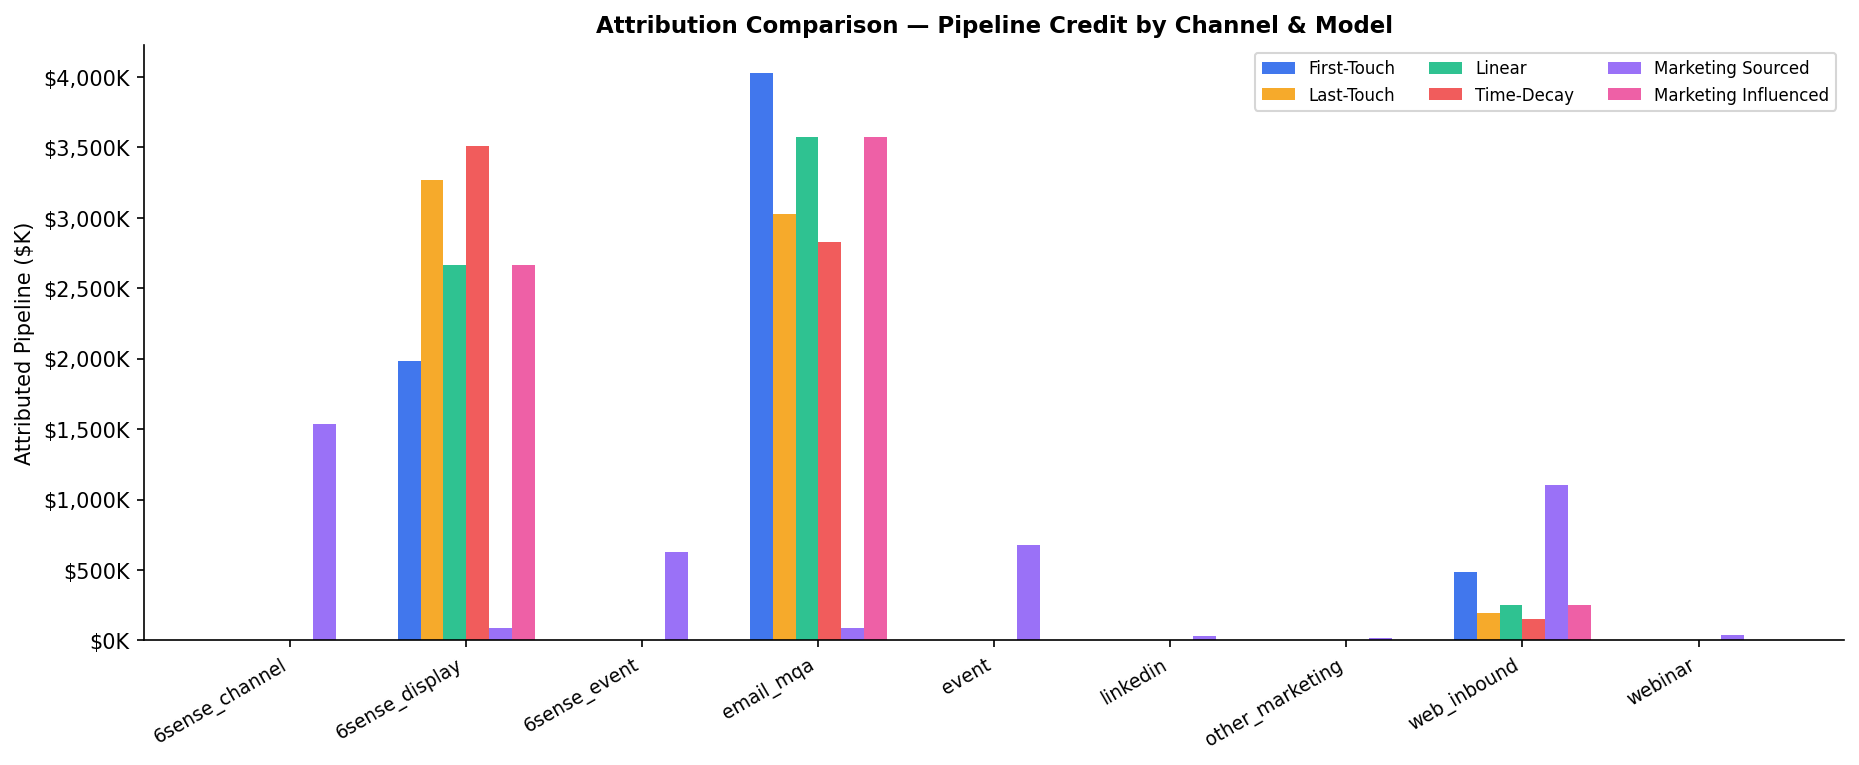 Attribution Comparison — Pipeline Credit by Channel & Model
First-Touch
Last-Touch
Linear
Time-Decay
Marketing Sourced
Marketing Influenced
Attributed Pipeline ($K)
$4,000K
$3,500K
$3,000K
$2,500K
$2,000K
$1,500K
$1,000K
$500K
$0K
6sense_channel
6sense_display
6sense_event
email_mqa
event
linkedin
other_marketing
web_inbound
webinar